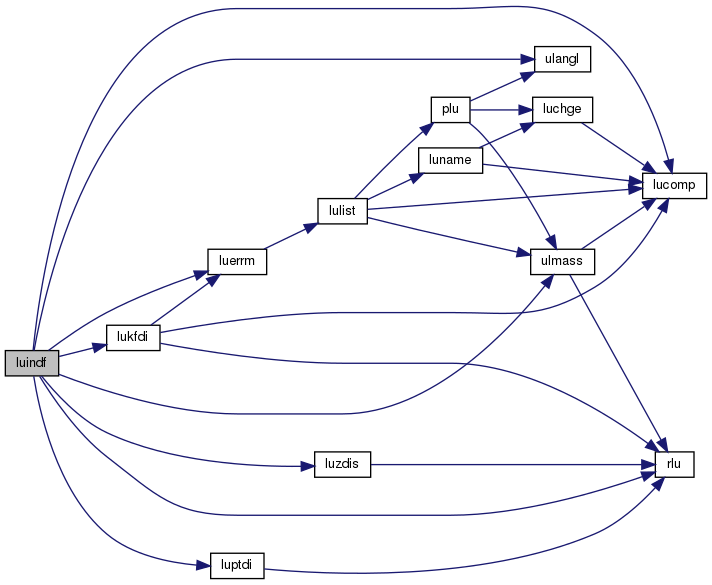 ulangl
plu
luchge
luname
lucomp
lulist
luerrm
ulmass
lukfdi
luindf
luzdis
rlu
luptdi